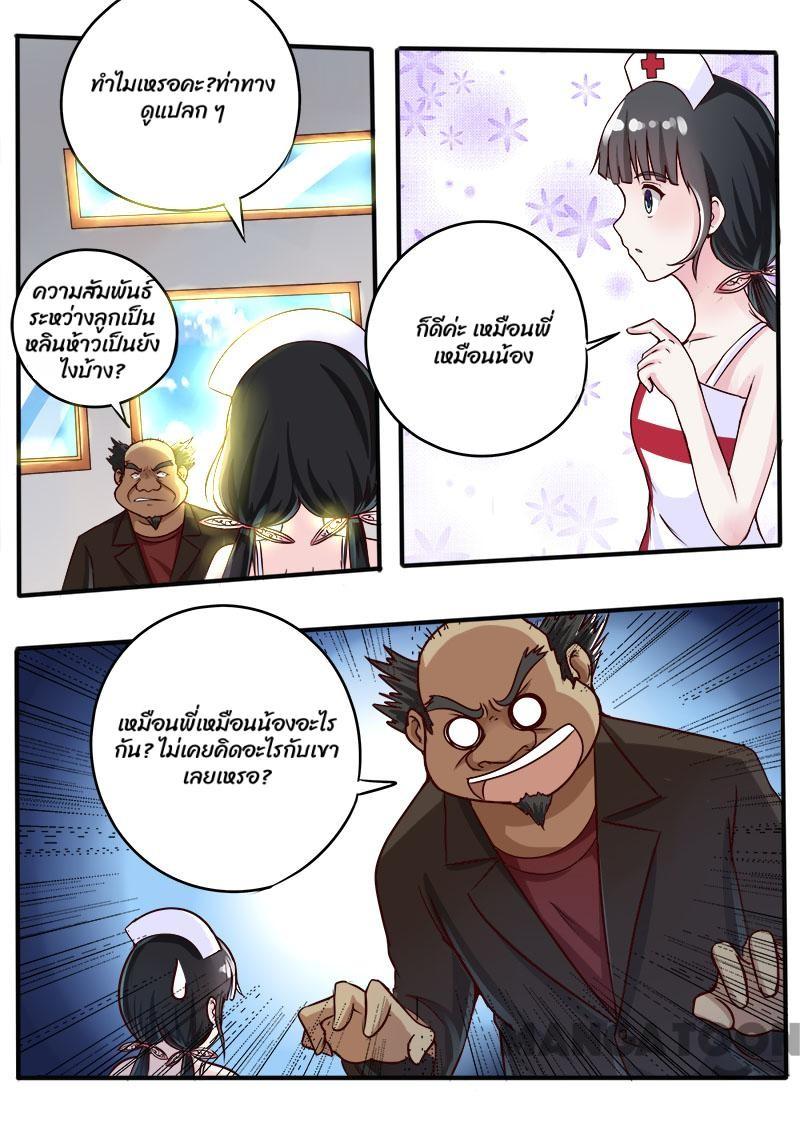 ทำไมเหรอคะ?ท่าทาง
ดูแปลก ๆ
ความสัมพันธ์
ระหว่างลูกเป็น
หลินห้าวเป็นยัง
ไงบ้าง?
ก็ดีค่ะ เหมือนพี่
เหมือนน้อง
เหมือนพี่เหมือนน้องอะไร
กัน? ไม่เคยคิดอะไรกับเขา
เลยเหรอ?
MANGA TOON